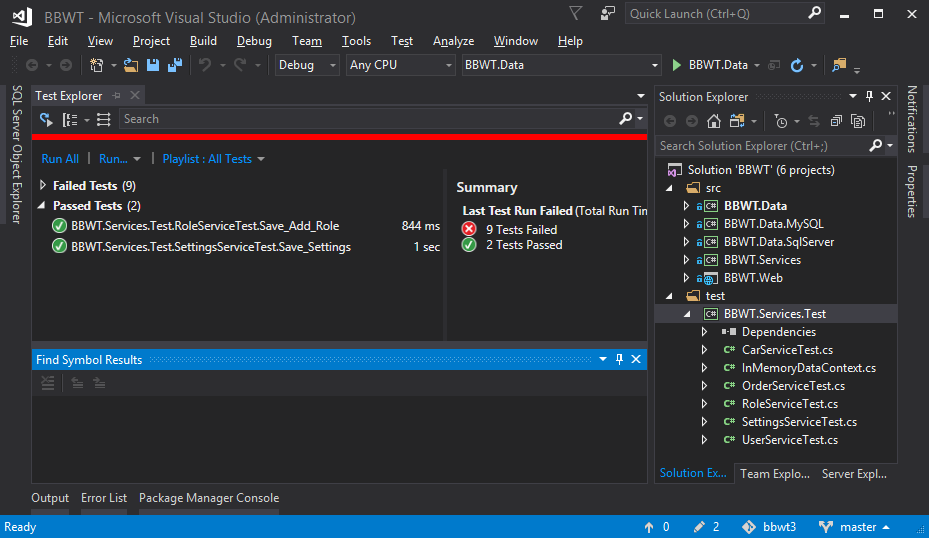 BBWT - Microsoft Visual Studio (Administrator)
Quick Launch (Ctrl+Q)
File Edit View Project Build Debug Team Tools Test Analyze Window Help
Debug Any CPU BBWT.Data BBWT.Data
SQL Server Object Explorer
Test Explorer
Search
Run All | Run... | Playlist : All Tests
Failed Tests (9)
Passed Tests (2)
BBWT.Services.Test.RoleServiceTest.Save_Add_Role 844 ms
BBWT.Services.Test.SettingsServiceTest.Save_Settings 1 sec
Summary
Last Test Run Failed (Total Run Tim
9 Tests Failed
2 Tests Passed
Find Symbol Results
Solution Explorer
Search Solution Explorer (Ctrl+;)
Solution 'BBWT' (6 projects)
src
C# BBWT.Data
C# BBWT.Data.MySQL
C# BBWT.Data.SqlServer
C# BBWT.Services
BBWT.Web
test
C# BBWT.Services.Test
Dependencies
C# CarServiceTest.cs
C# InMemoryDataContext.cs
C# OrderServiceTest.cs
C# RoleServiceTest.cs
C# SettingsServiceTest.cs
C# UserServiceTest.cs
Solution Ex... Team Explo... Server Expl...
Notifications
Properties
Output Error List Package Manager Console
Ready 0 2 bbwt3 master